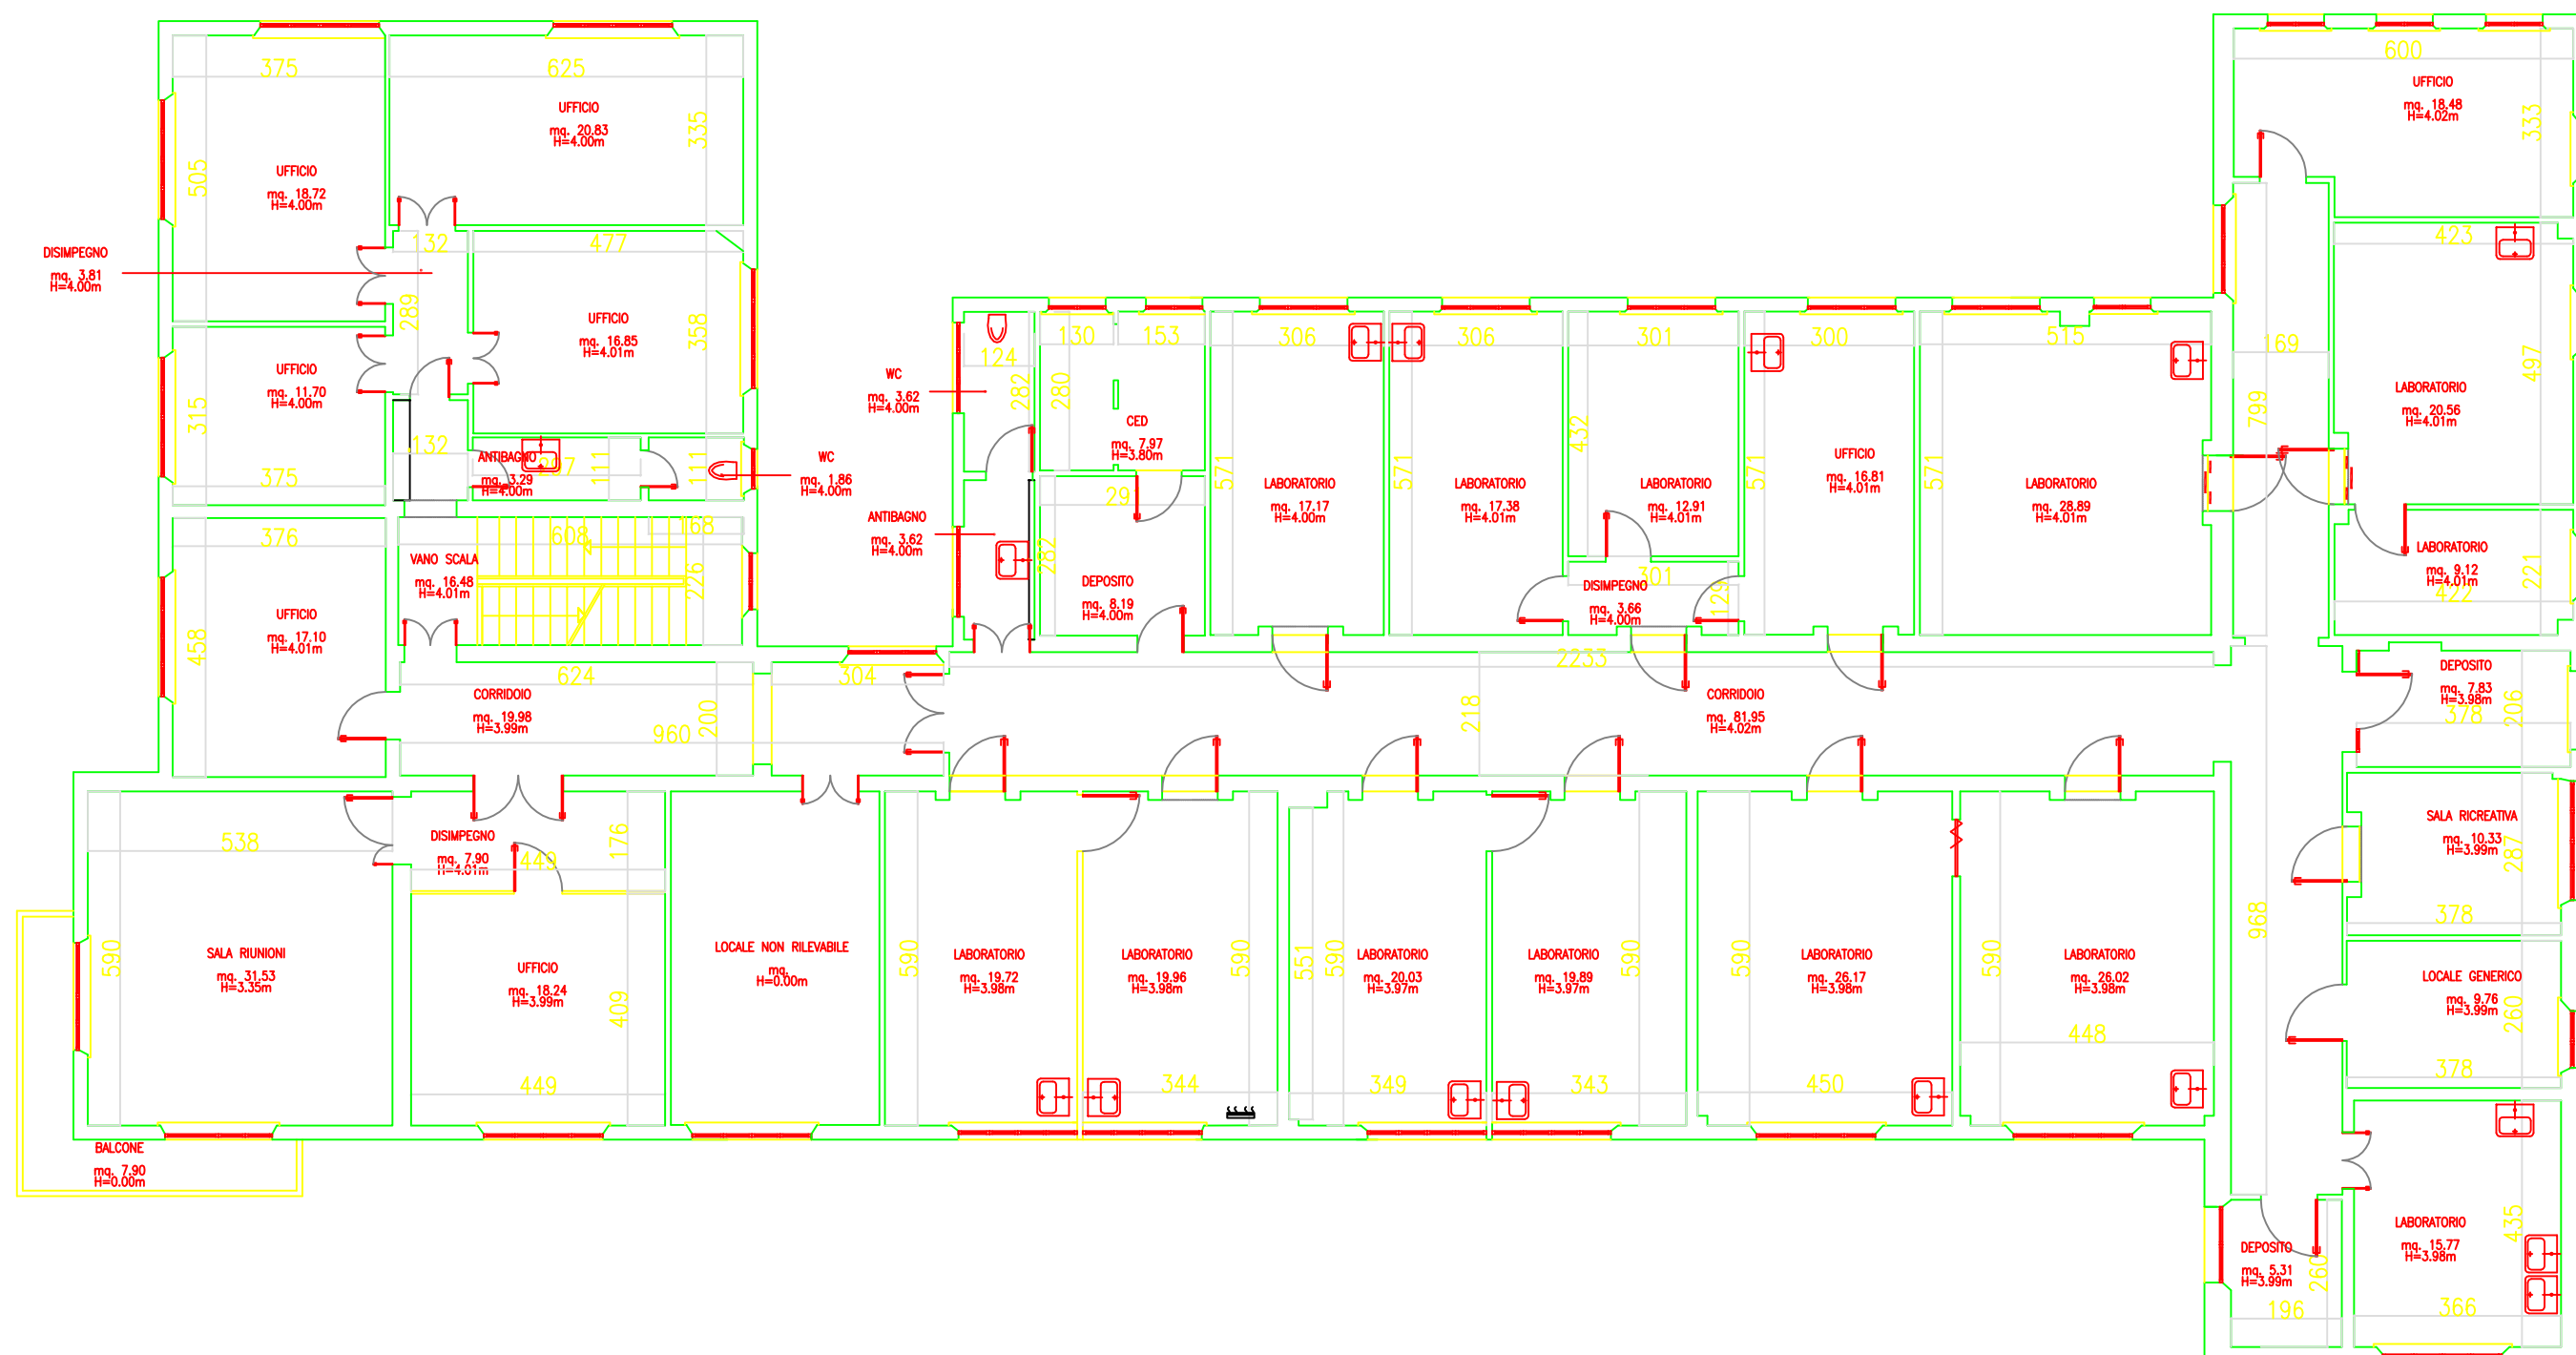 375
625
UFFICIO
mq. 20.83
H=4.00m
335
505
UFFICIO
mq. 18.72
H=4.00m
DISIMPEGNO
mq. 3.81
H=4.00m
132
477
289
UFFICIO
mq. 16.85
H=4.01m
358
UFFICIO
mq. 11.70
H=4.00m
315
375
132
ANTIBAGNO
mq. 3.29
H=4.00m
111
111
WC
mq. 1.86
H=4.00m
376
608
168
VANO SCALA
mq. 16.48
H=4.01m
226
UFFICIO
mq. 17.10
H=4.01m
458
624
304
CORRIDOIO
mq. 19.98
H=3.99m
960
200
WC
mq. 3.62
H=4.00m
124
282
ANTIBAGNO
mq. 3.62
H=4.00m
282
130
153
280
CED
mq. 7.97
H=3.80m
291
DEPOSITO
mq. 8.19
H=4.00m
306
571
LABORATORIO
mq. 17.17
H=4.00m
306
571
LABORATORIO
mq. 17.38
H=4.01m
301
432
LABORATORIO
mq. 12.91
H=4.01m
301
DISIMPEGNO
mq. 3.66
H=4.01m
129
300
571
UFFICIO
mq. 16.81
H=4.01m
515
571
LABORATORIO
mq. 28.89
H=4.01m
2233
218
CORRIDOIO
mq. 81.95
H=4.02m
600
UFFICIO
mq. 18.48
H=4.02m
333
169
799
423
LABORATORIO
mq. 20.56
H=4.01m
497
LABORATORIO
mq. 9.12
H=4.01m
221
422
DEPOSITO
mq. 7.83
H=3.98m
378
206
SALA RICREATIVA
mq. 10.33
H=3.99m
287
378
968
LOCALE GENERICO
mq. 9.76
H=3.99m
260
378
LABORATORIO
mq. 15.77
H=3.98m
435
366
DEPOSITO
mq. 5.31
H=3.99m
260
196
538
DISIMPEGNO
mq. 7.90
H=4.01m
449
176
590
SALA RIUNIONI
mq. 31.53
H=3.35m
UFFICIO
mq. 18.24
H=3.99m
409
449
LOCALE NON RILEVABILE
mq.
H=0.00m
590
LABORATORIO
mq. 19.72
H=3.98m
LABORATORIO
mq. 19.96
H=3.98m
590
344
551
590
LABORATORIO
mq. 20.03
H=3.97m
349
LABORATORIO
mq. 19.89
H=3.97m
590
343
590
LABORATORIO
mq. 26.17
H=3.98m
450
590
LABORATORIO
mq. 26.02
H=3.98m
448
BALCONE
mq. 7.90
H=0.00m